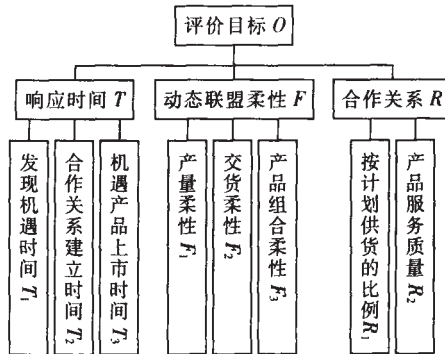 评价目标 O
响应时间 T
动态联盟柔性 F
合作关系 R
发现机遇时间 T₁
合作关系建立时间 T₂
机遇产品上市时间 T₃
产量柔性 F₁
交货柔性 F₂
产品组合柔性 F₃
按计划供货的比例 R₁
产品服务质量 R₂